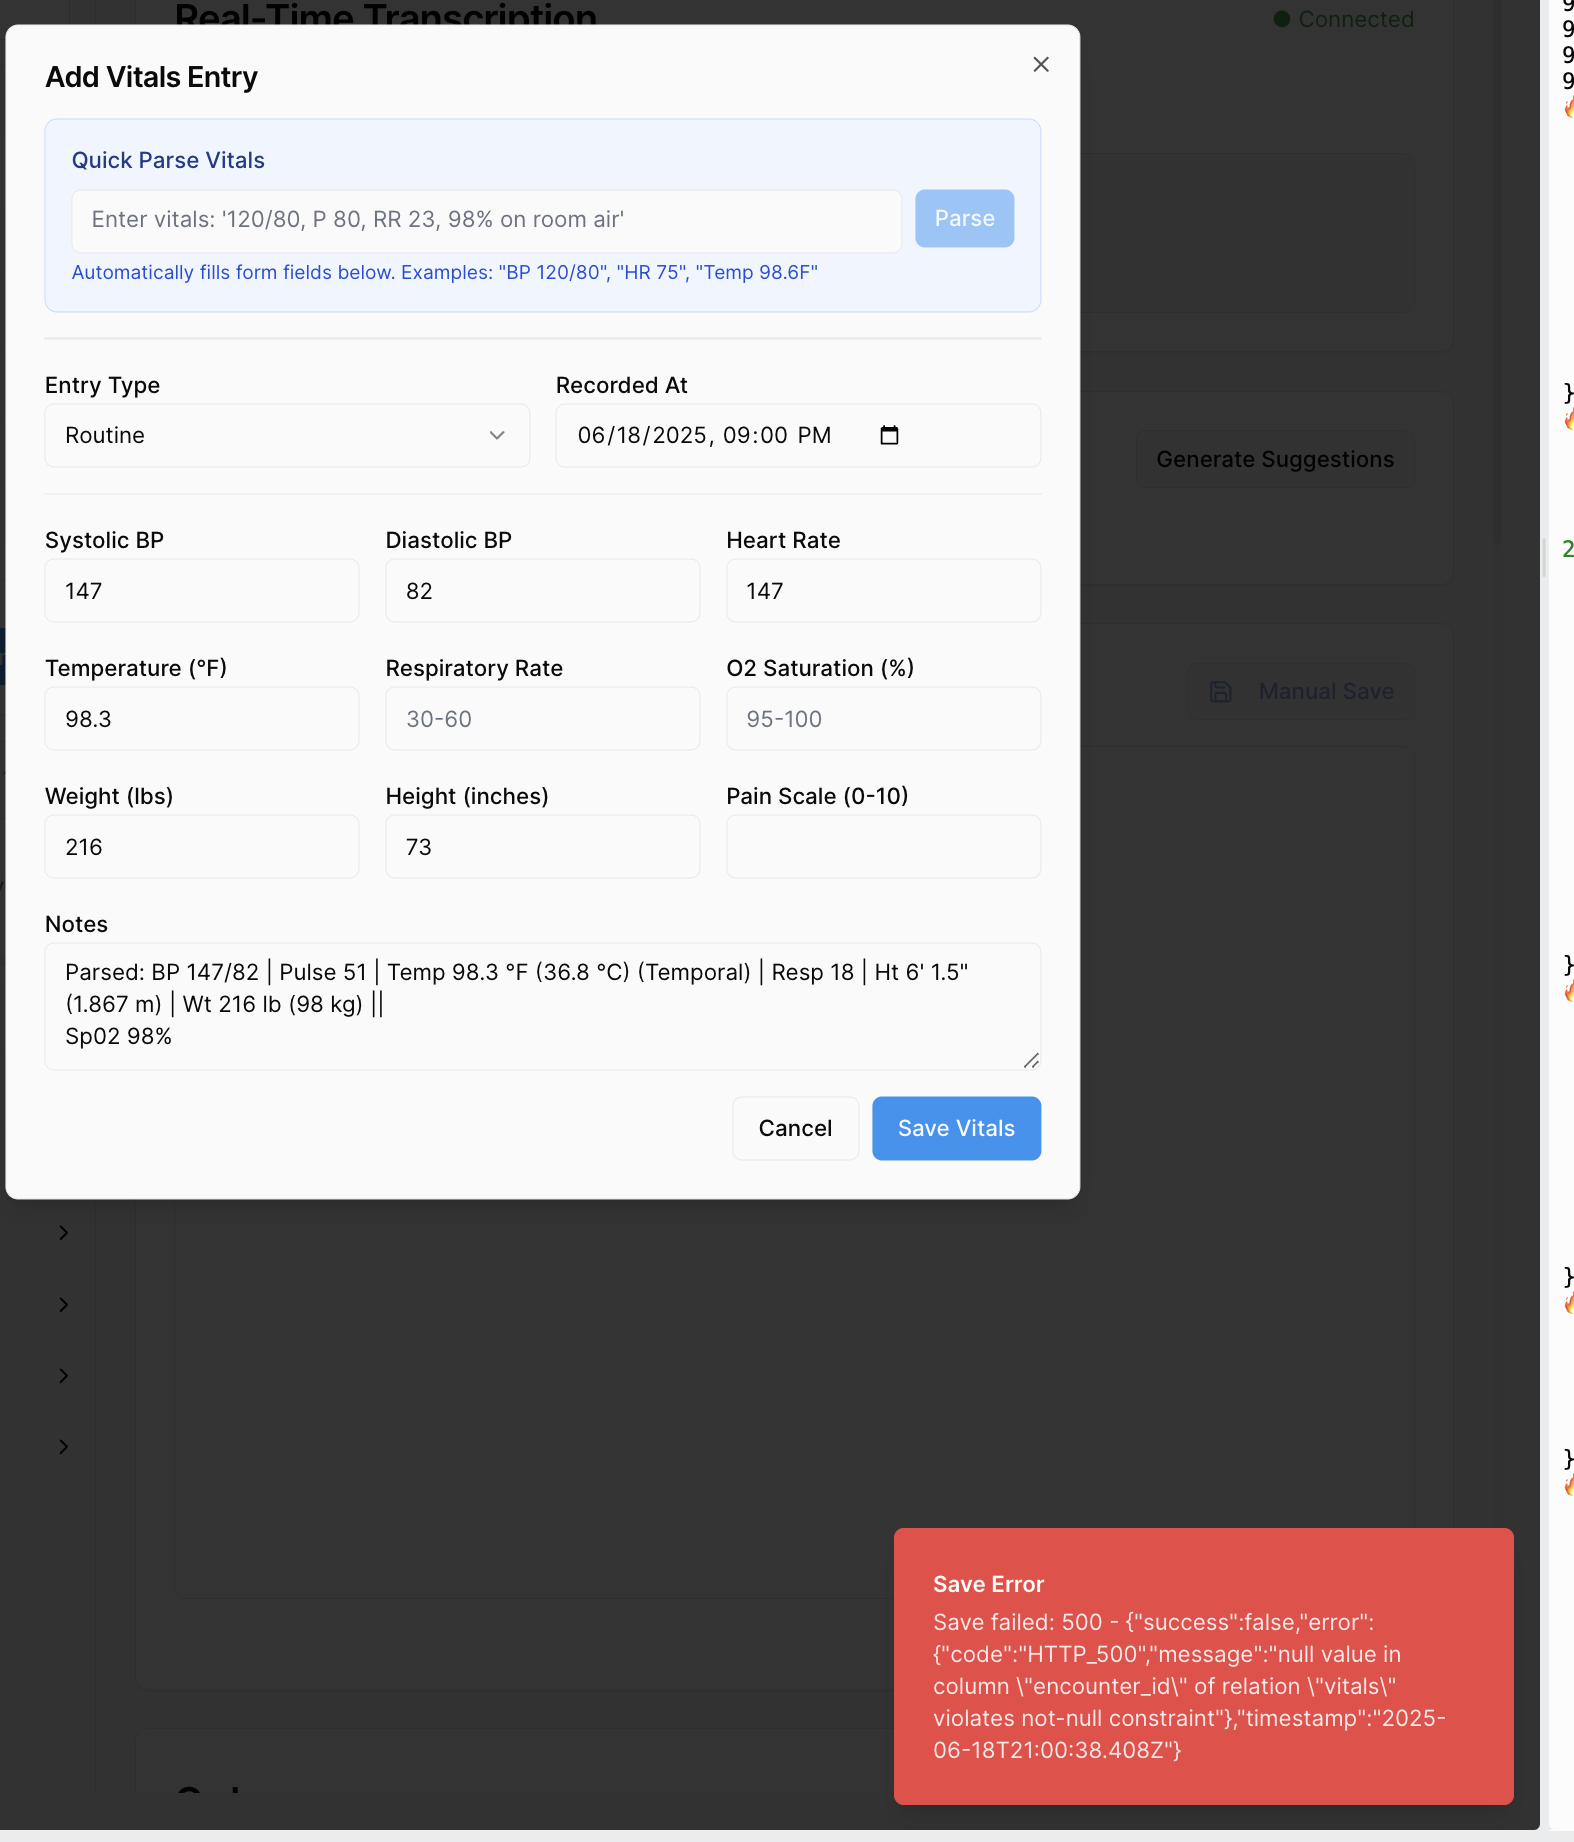 Real-Time Transcription
Connected
Add Vitals Entry
Quick Parse Vitals
Enter vitals: '120/80, P 80, RR 23, 98% on room air'
Parse
Automatically fills form fields below. Examples: "BP 120/80", "HR 75", "Temp 98.6F"
Entry Type
Recorded At
Routine
06/18/2025, 09:00 PM
Generate Suggestions
Systolic BP
Diastolic BP
Heart Rate
147
82
147
Temperature (°F)
Respiratory Rate
O2 Saturation (%)
98.3
30-60
95-100
Manual Save
Weight (lbs)
Height (inches)
Pain Scale (0-10)
216
73
Notes
Parsed: BP 147/82 | Pulse 51 | Temp 98.3 °F (36.8 °C) (Temporal) | Resp 18 | Ht 6' 1.5"
(1.867 m) | Wt 216 lb (98 kg) ||
Sp02 98%
Cancel
Save Vitals
Save Error
Save failed: 500 - {"success":false,"error":
{"code":"HTTP_500","message":"null value in
column \"encounter_id\" of relation \"vitals\"
violates not-null constraint"},"timestamp":"2025-
06-18T21:00:38.408Z"}